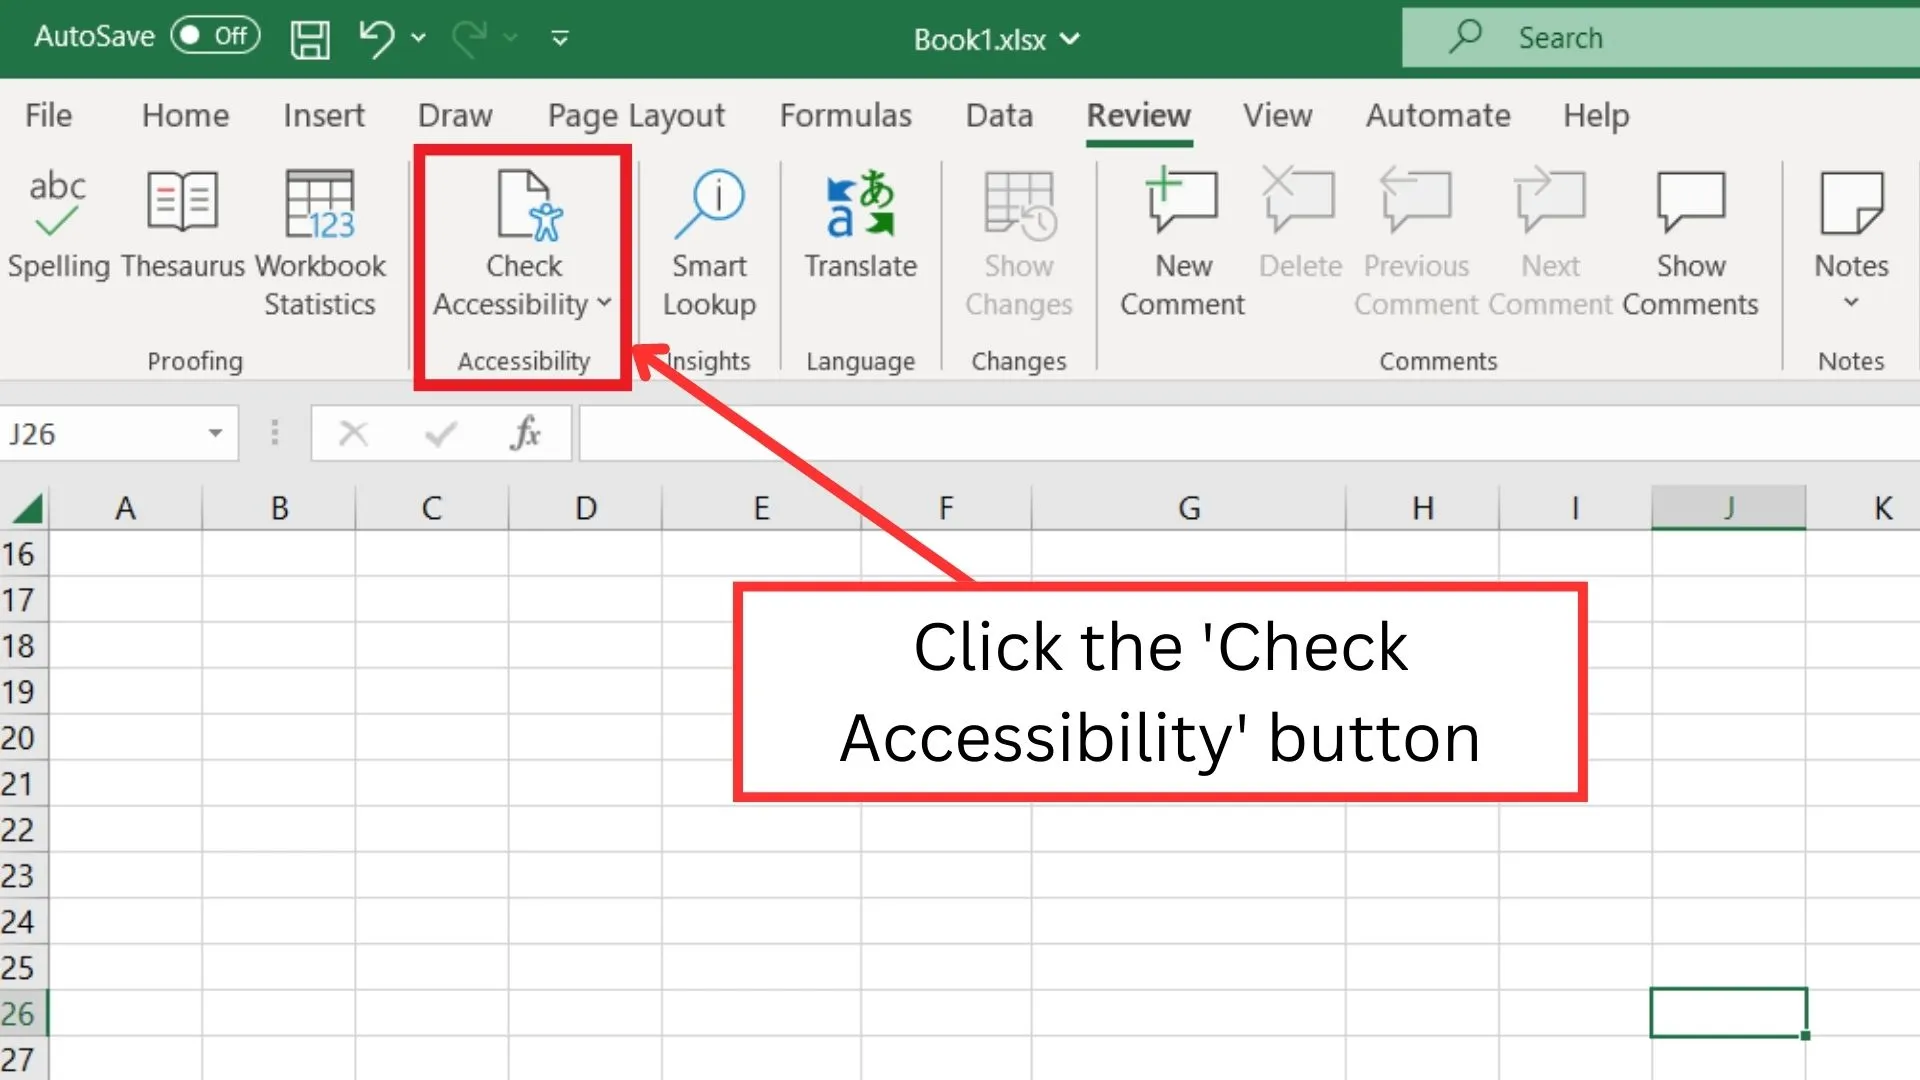 AutoSave Off Book1.xlsx Search
File Home Insert Draw Page Layout Formulas Data Review View Automate Help
abc 123 i a あ
Spelling Thesaurus Workbook Statistics Check Accessibility Smart Lookup Translate Show Changes New Comment Delete Previous Comment Next Comment Show Comments Notes
Proofing Accessibility Insights Language Changes Comments Notes
J26 fx
A B C D E F G H I J K
16
17
Click the 'Check
18
19
Accessibility' button
20
21
22
23
24
25
26
27